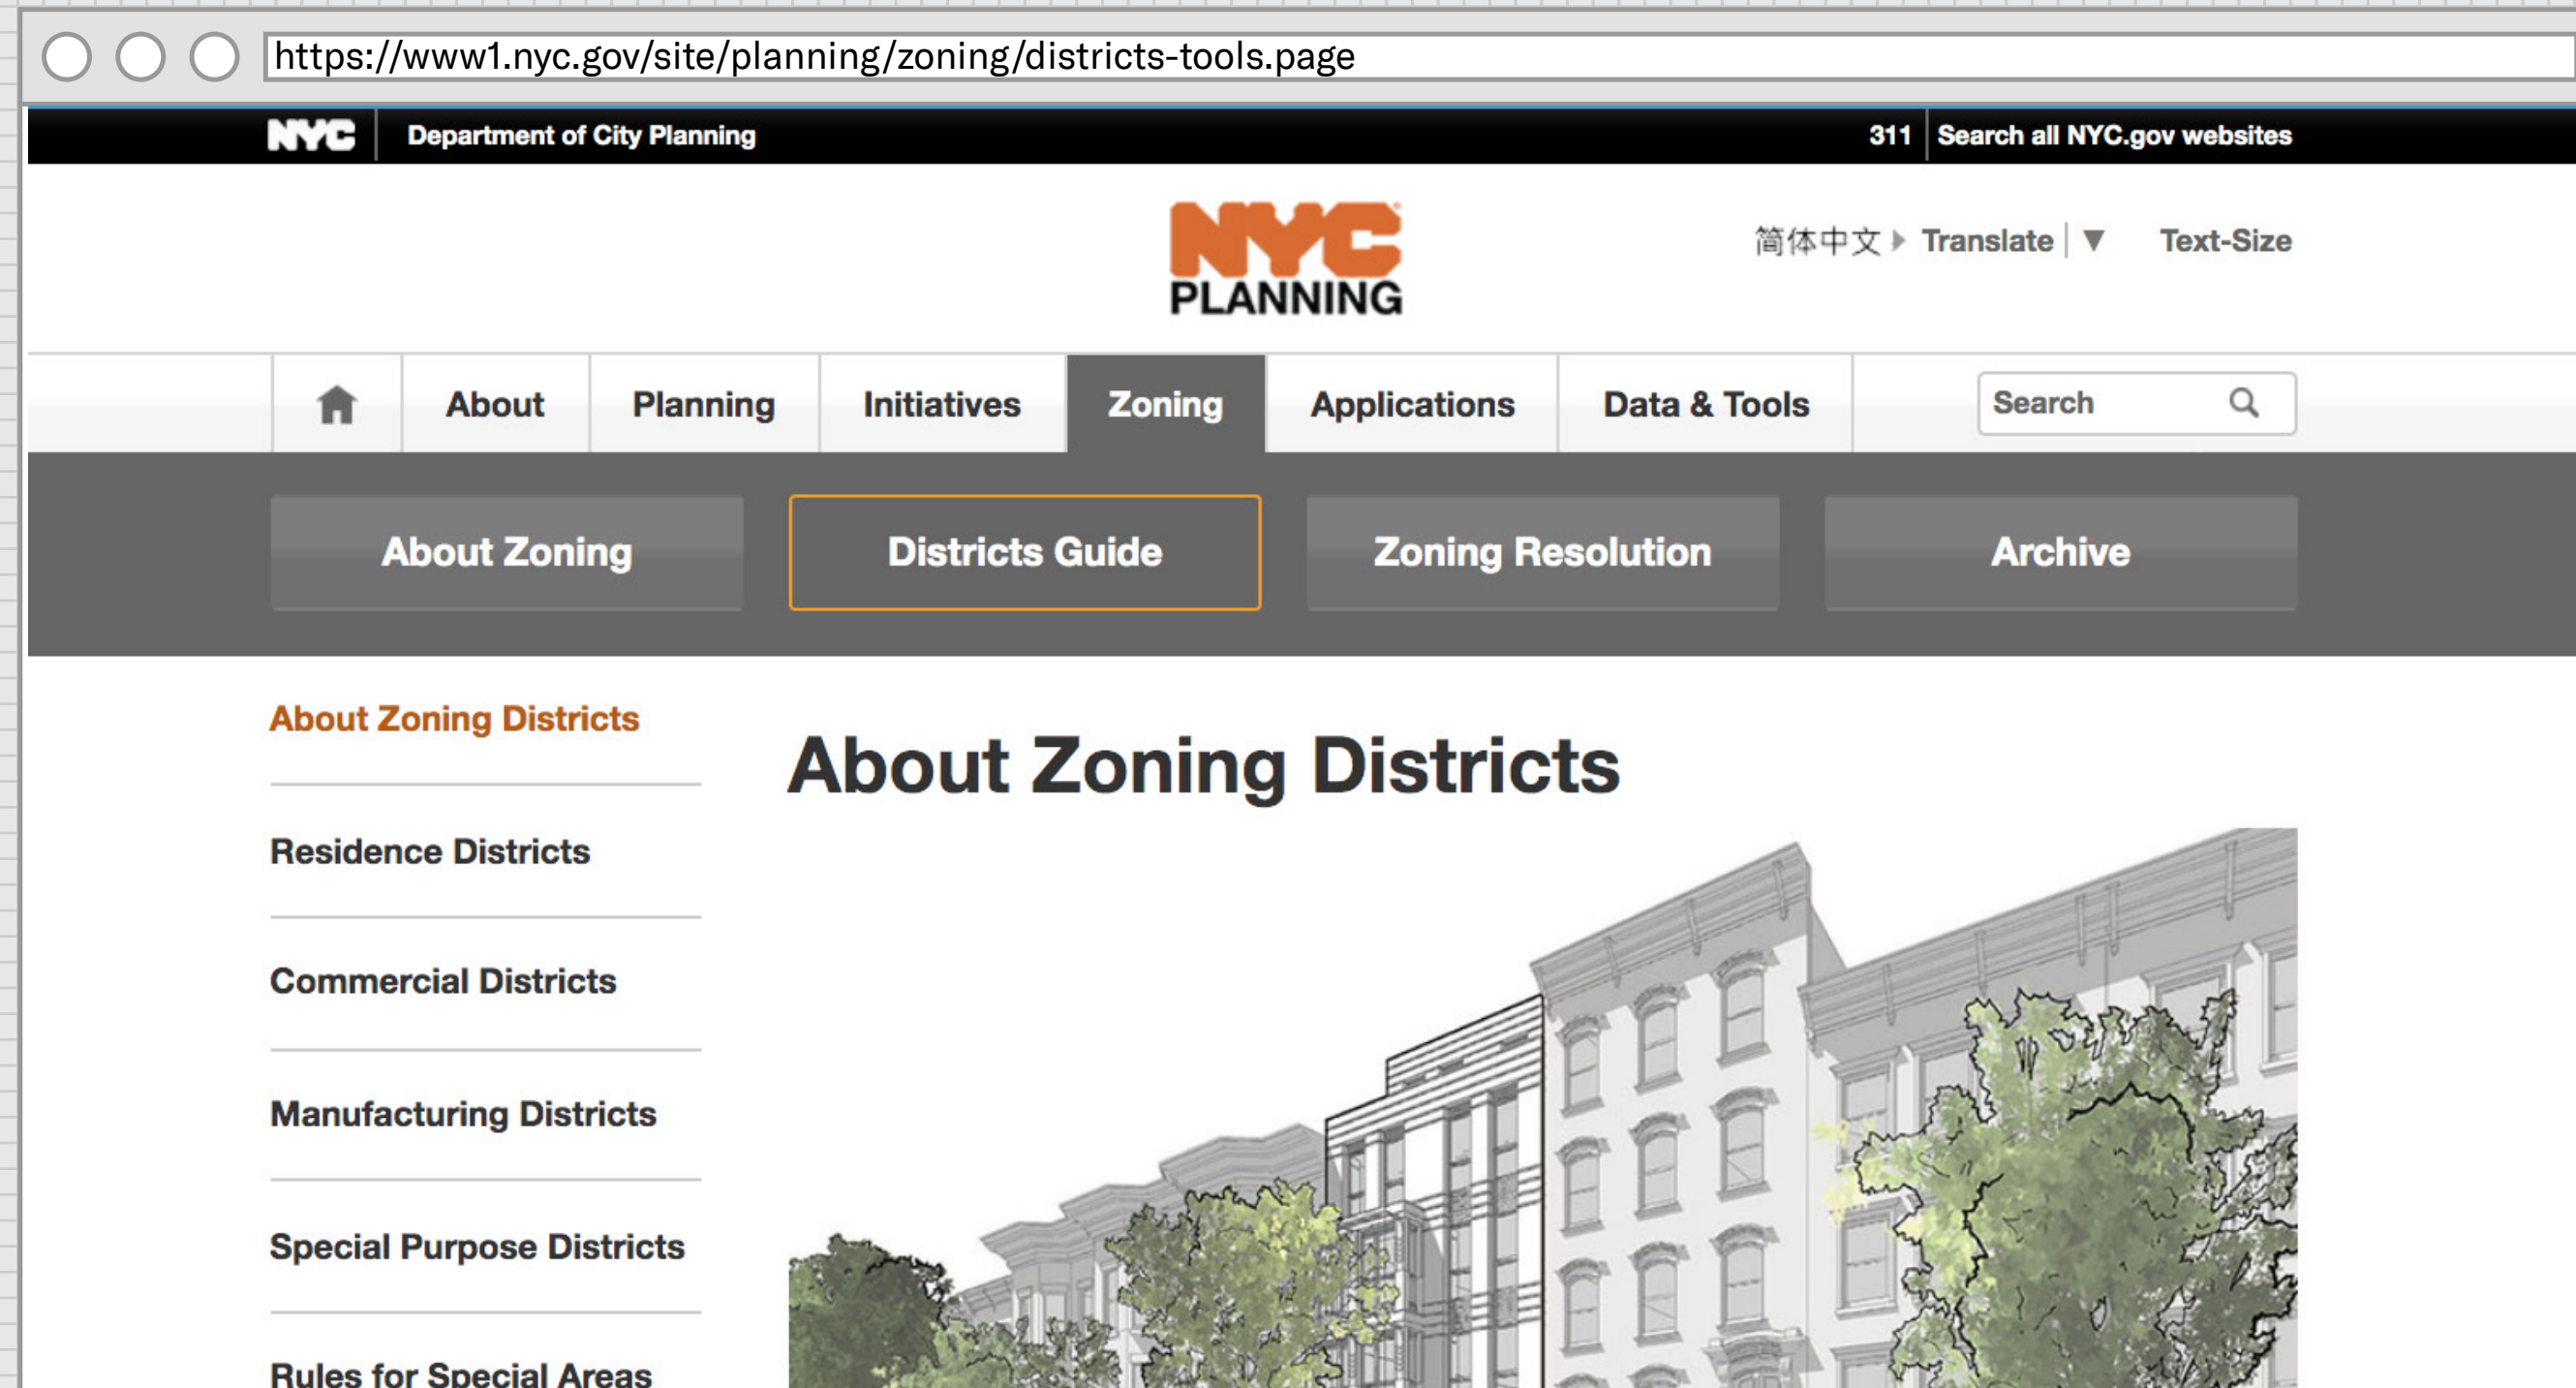 https://www1.nyc.gov/site/planning/zoning/districts-tools.page
NYC Department of City Planning 311 Search all NYC.gov websites
NYC
PLANNING
简体中文 Translate Text-Size
About Planning Initiatives Zoning Applications Data & Tools Search
About Zoning Districts Guide Zoning Resolution Archive
About Zoning Districts
About Zoning Districts
Residence Districts
Commercial Districts
Manufacturing Districts
Special Purpose Districts
Rules for Special Areas